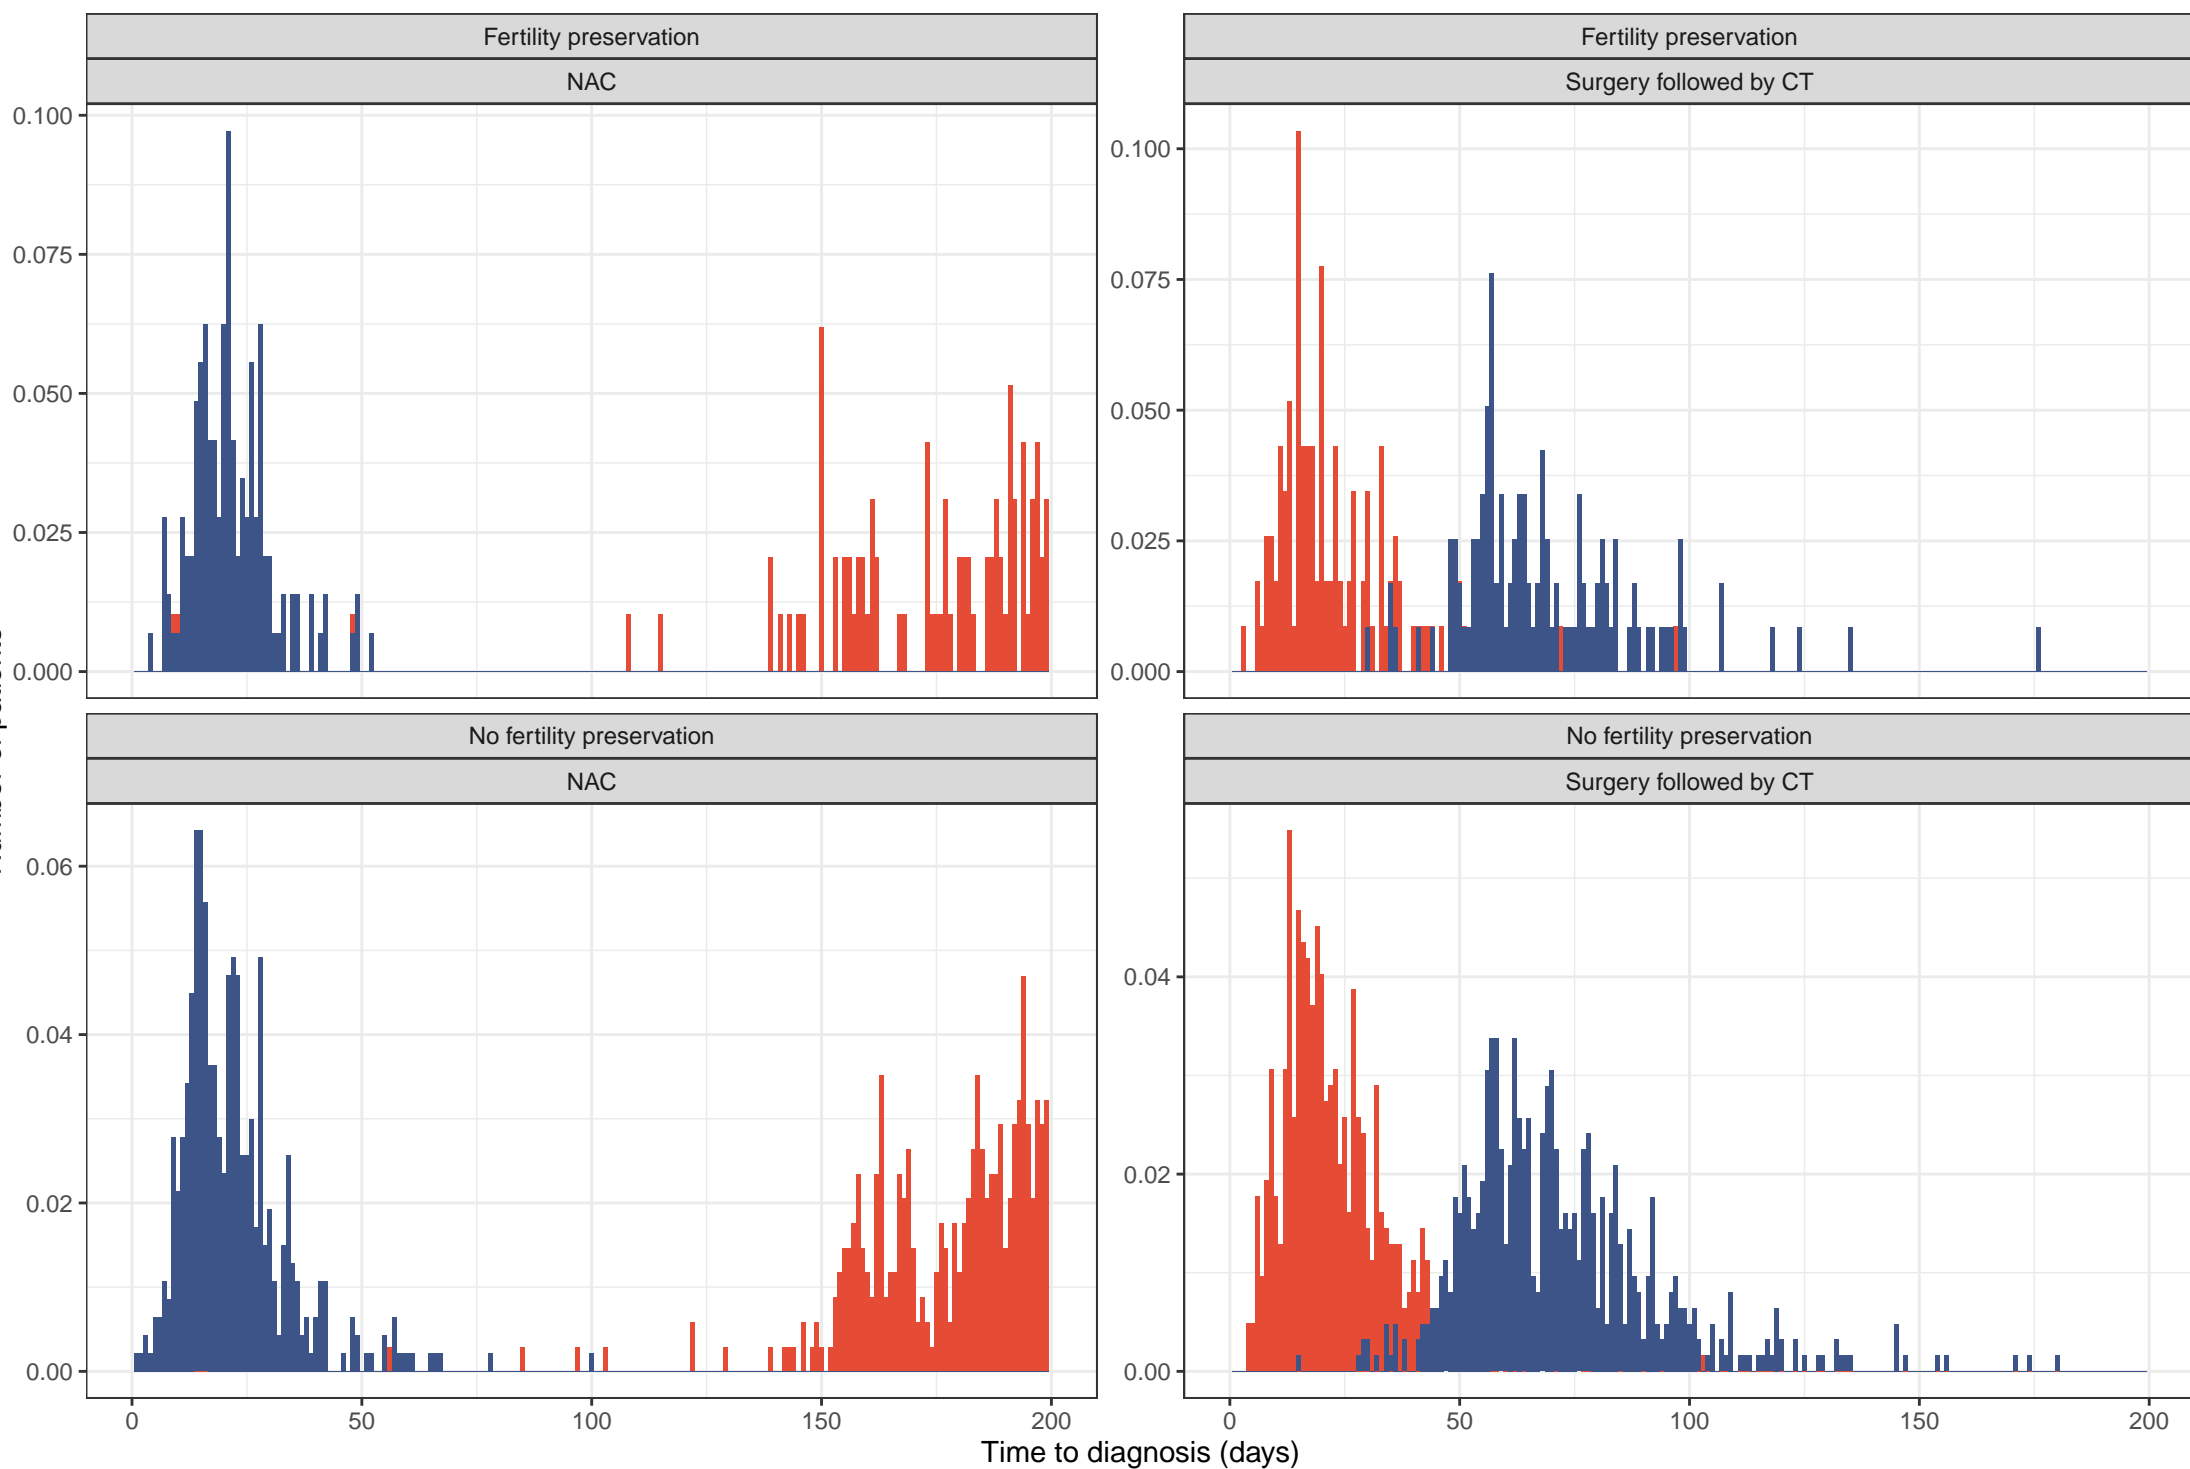 Fertility preservation
NAC
0.100
0.075
0.050
0.025
0.000
Fertility preservation
Surgery followed by CT
0.100
0.075
0.050
0.025
0.000
No fertility preservation
NAC
0.06
0.04
0.02
0.00
0 50 100 150 200
No fertility preservation
Surgery followed by CT
0.04
0.02
0.00
0 50 100 150 200
Time to diagnosis (days)